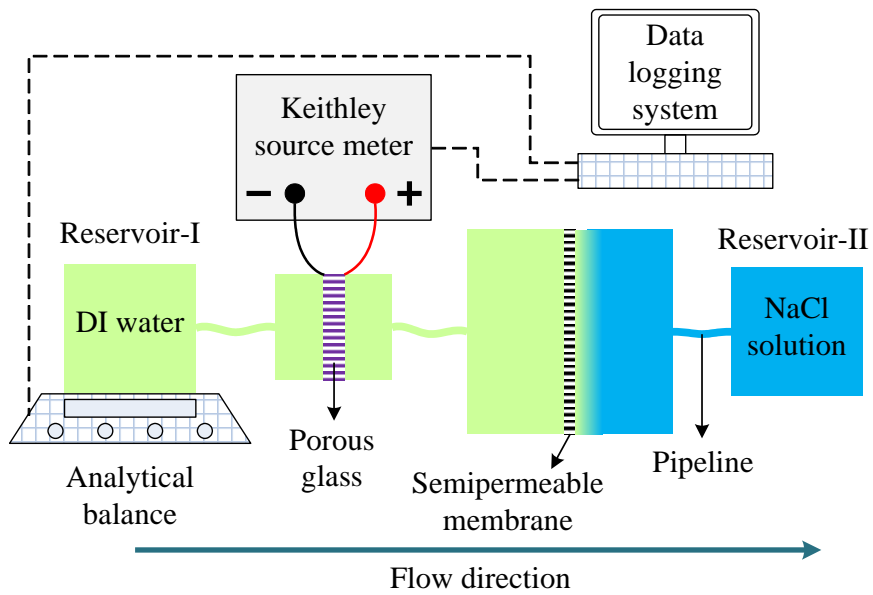 Data
logging
system
Keithley
source meter
− +
Reservoir-I
Reservoir-II
DI water
NaCl
solution
Porous
glass
Pipeline
Semipermeable
membrane
Analytical
balance
Flow direction